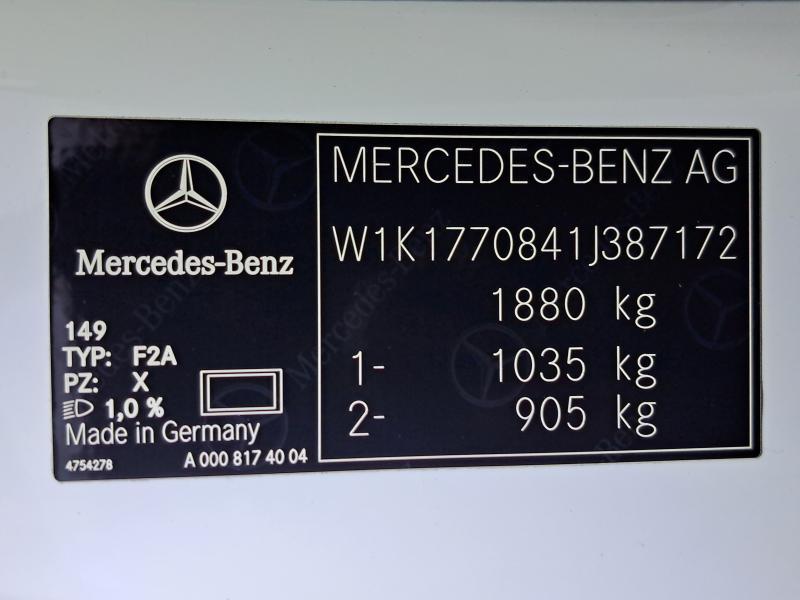 Mercedes-Benz
149
TYP: F2A
PZ: X
1,0 %
Made in Germany
4754278 A 000 817 40 04
MERCEDES-BENZ AG
W1K1770841J387172
1880 kg
1- 1035 kg
2- 905 kg